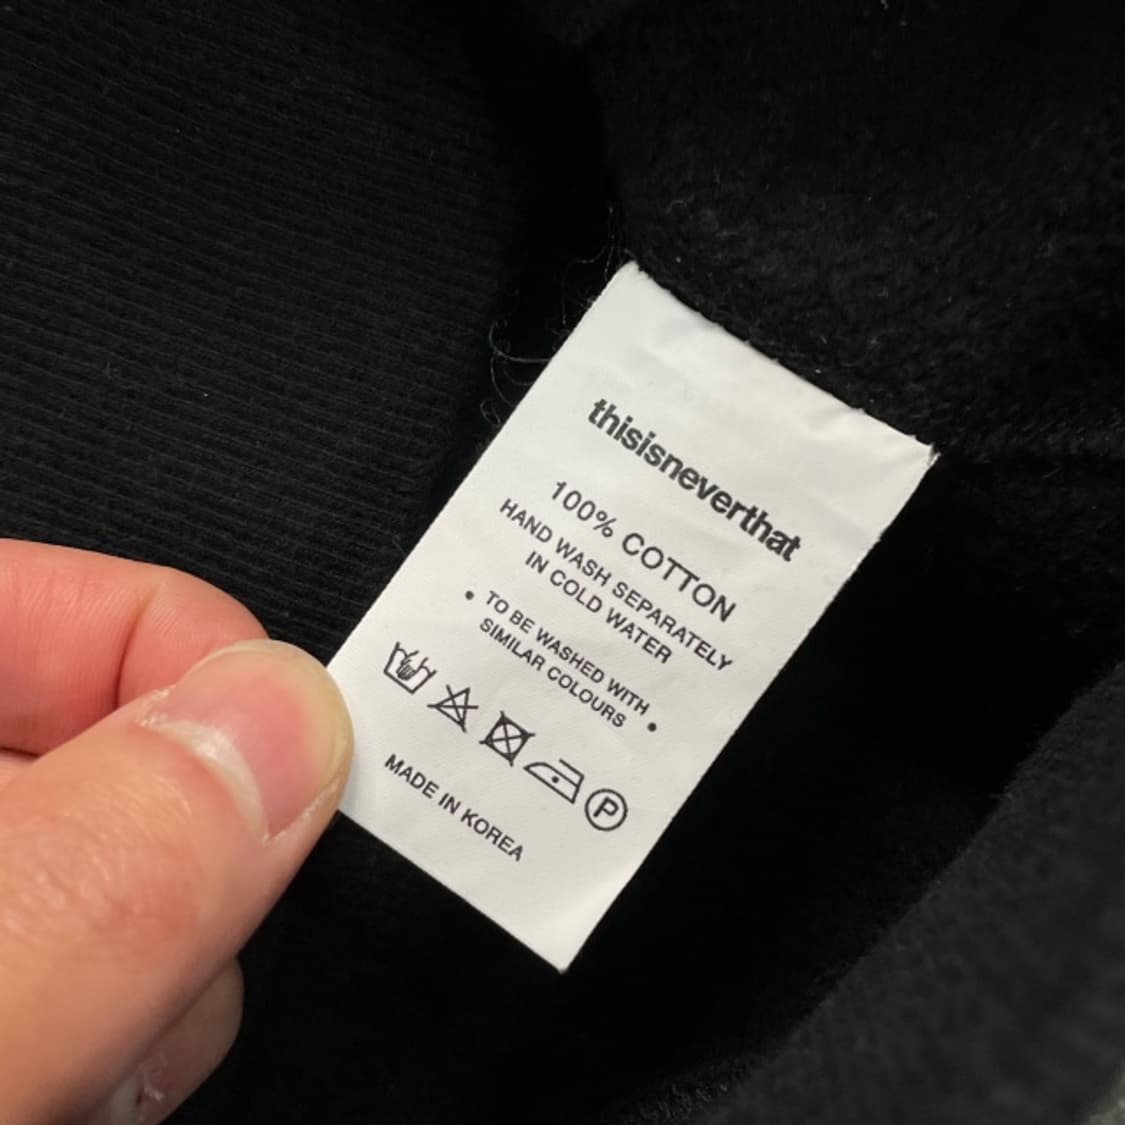 thisisneverthat
100% COTTON
HAND WASH SEPARATELY
IN COLD WATER
• TO BE WASHED WITH
SIMILAR COLOURS •
P
MADE IN KOREA